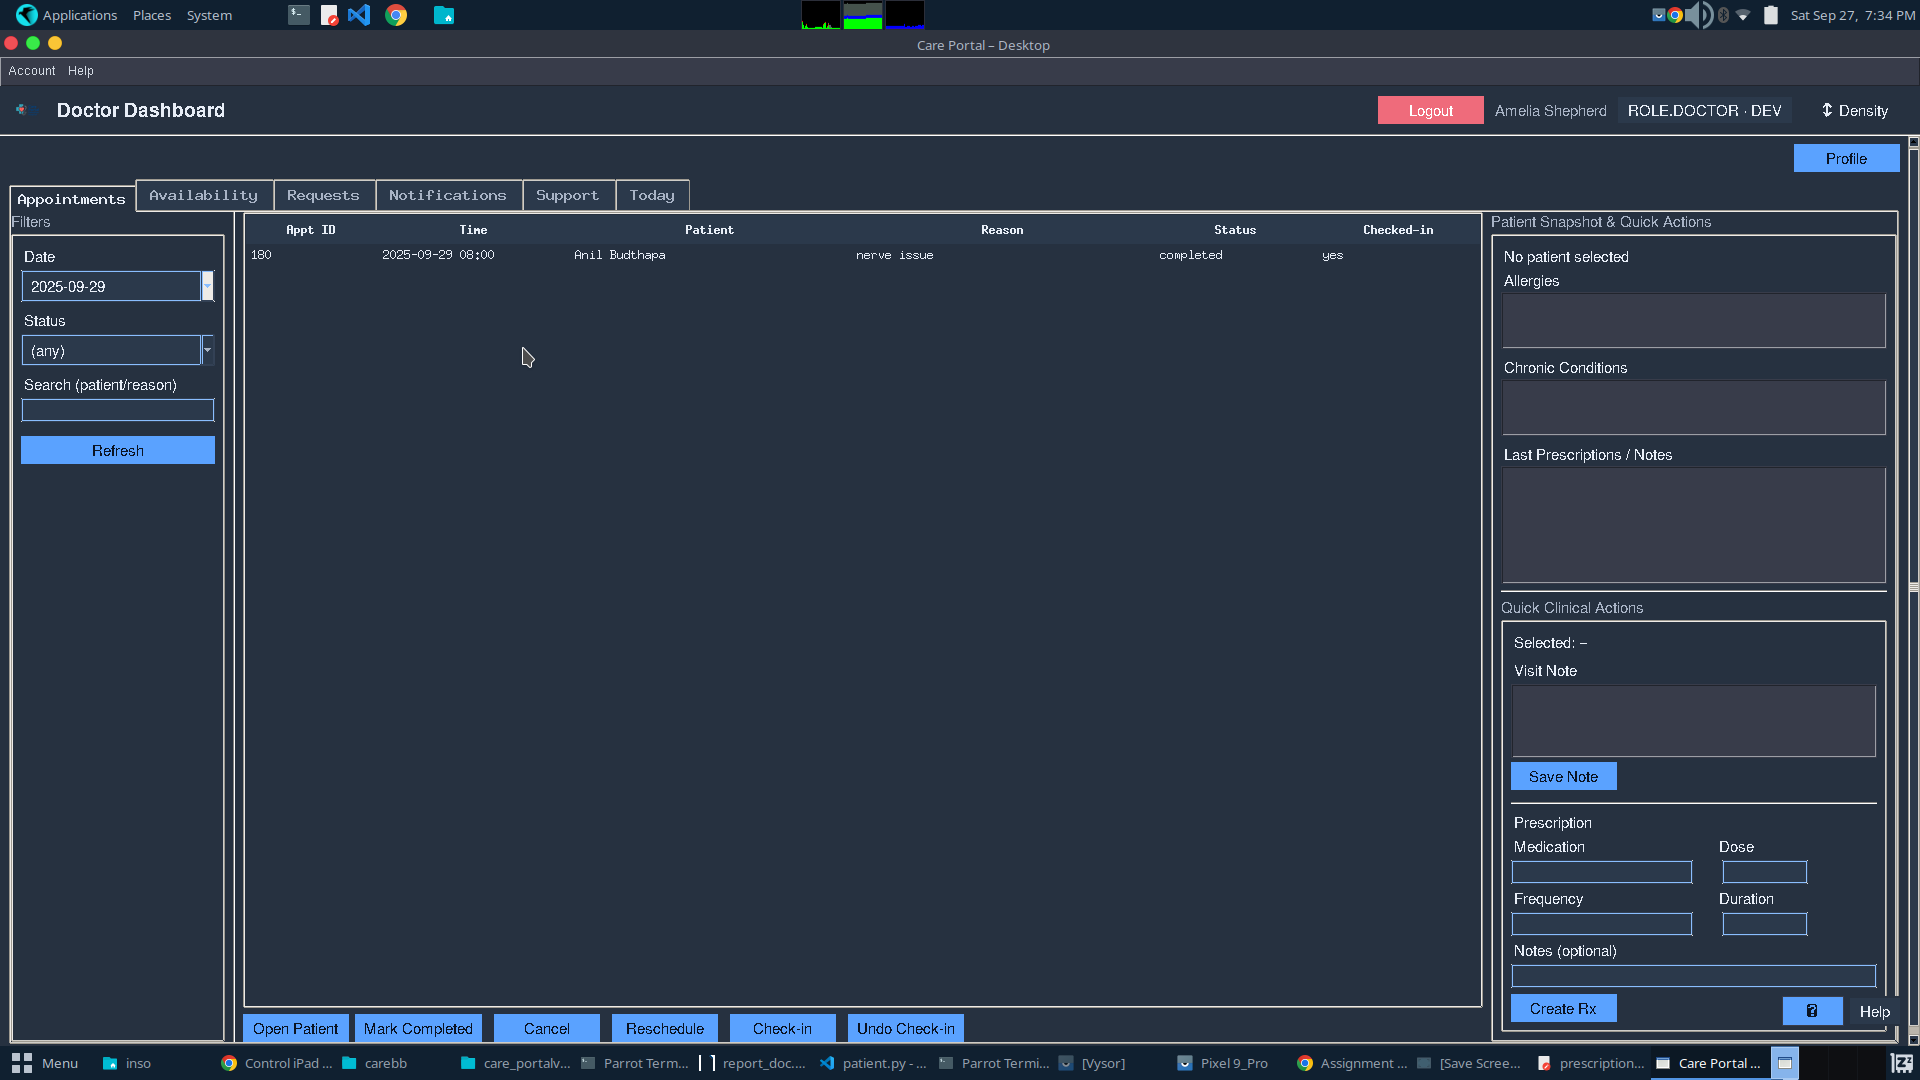 Applications Places System
Sat Sep 27, 7:34 PM
Care Portal – Desktop
Account Help
Doctor Dashboard
Logout Amelia Shepherd ROLE.DOCTOR · DEV ↕ Density
Profile
Appointments Availability Requests Notifications Support Today
Filters
Date
2025-09-29
Status
(any)
Search (patient/reason)
Refresh
Appt ID Time Patient Reason Status Checked-in
180 2025-09-29 08:00 Anil Budthapa nerve issue completed yes
Open Patient Mark Completed Cancel Reschedule Check-in Undo Check-in
Patient Snapshot & Quick Actions
No patient selected
Allergies
Chronic Conditions
Last Prescriptions / Notes
Quick Clinical Actions
Selected: –
Visit Note
Save Note
Prescription
Medication Dose
Frequency Duration
Notes (optional)
Create Rx
? Help
Menu inso Control iPad ... carebb care_portalv... Parrot Term... report_doc.... patient.py - ... Parrot Termi... [Vysor] Pixel 9_Pro Assignment ... [Save Scree... prescription... Care Portal ...